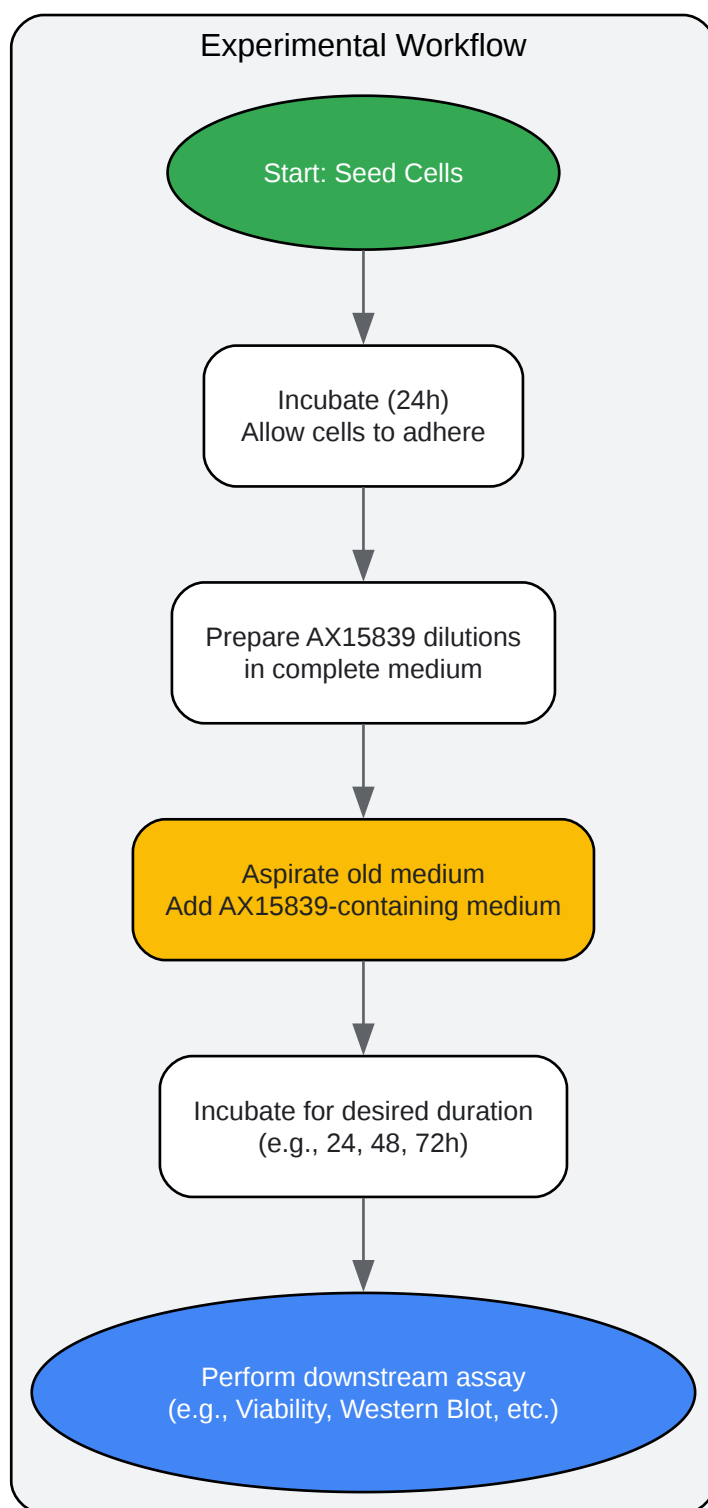 Experimental Workflow
Start: Seed Cells
Incubate (24h)
Allow cells to adhere
Prepare AX15839 dilutions
in complete medium
Aspirate old medium
Add AX15839-containing medium
Incubate for desired duration
(e.g., 24, 48, 72h)
Perform downstream assay
(e.g., Viability, Western Blot, etc.)